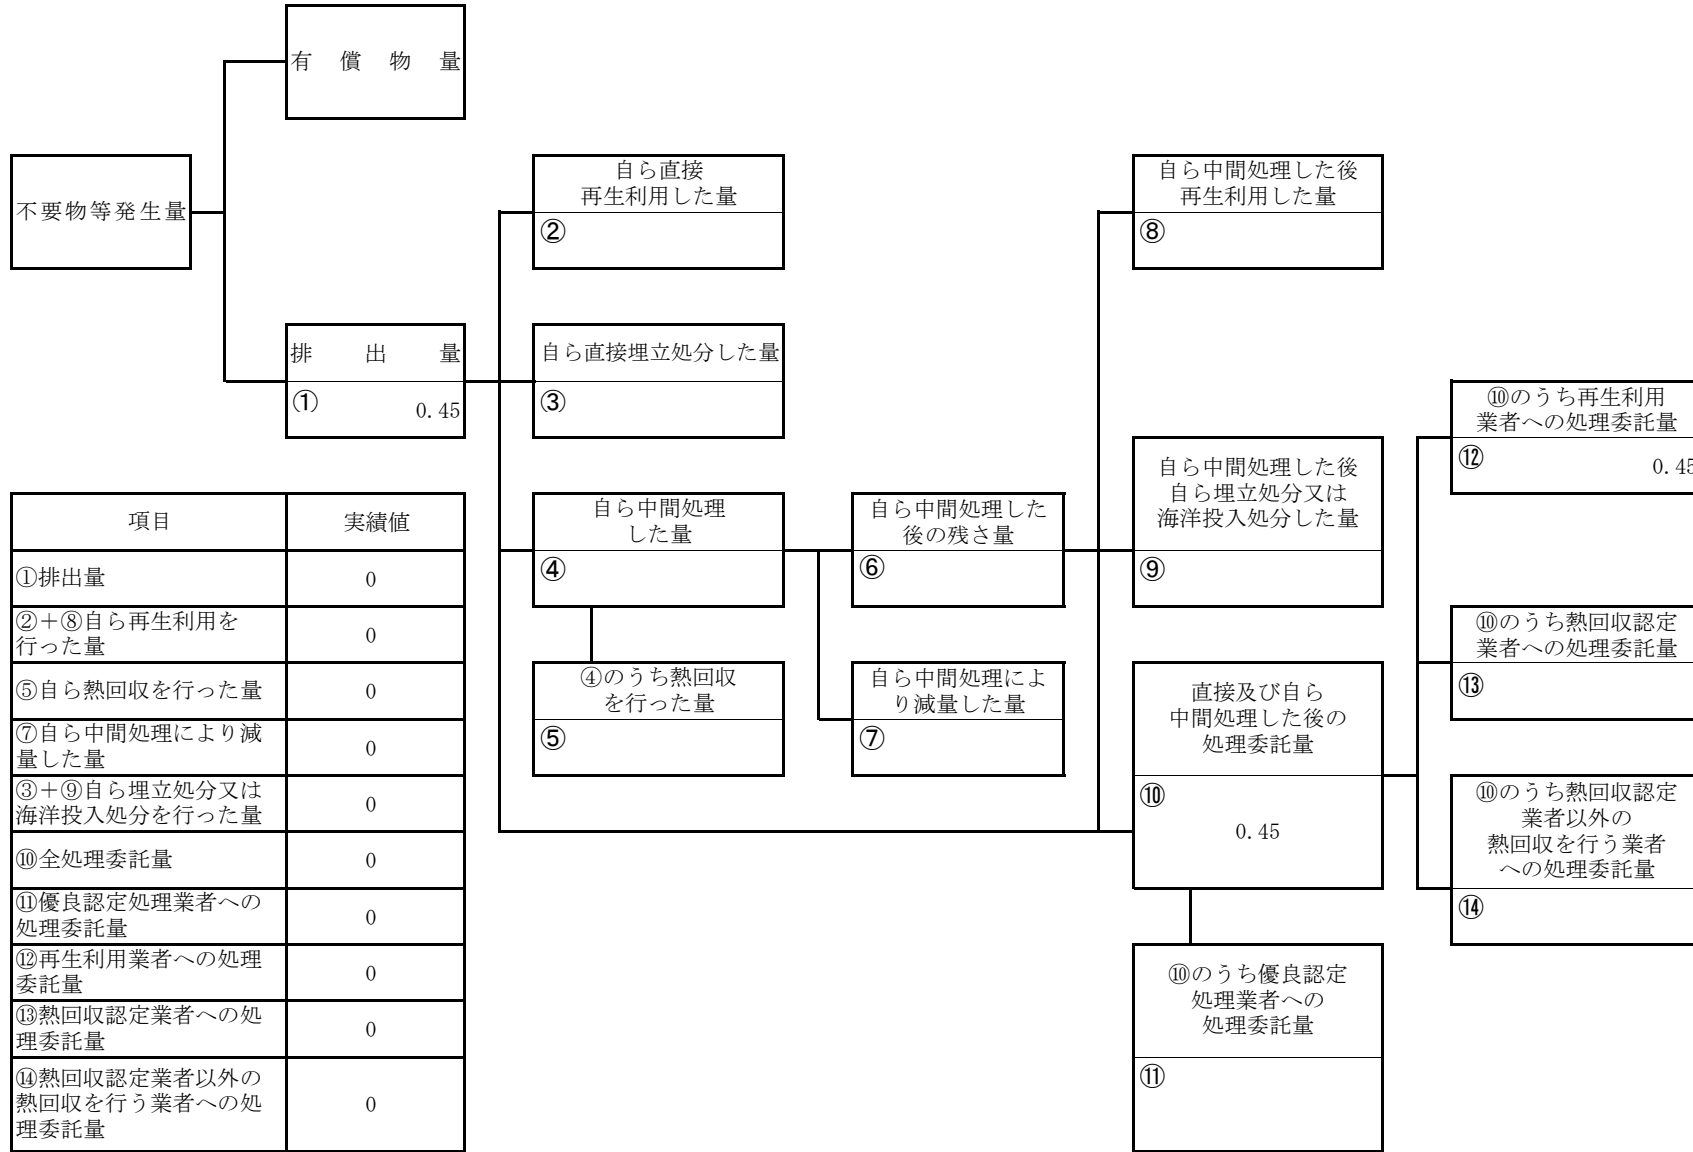 有償物量
不要物等発生量
排出量
①
0.45
自ら直接
再生利用した量
②
自ら直接埋立処分した量
③
自ら中間処理
した量
④
④のうち熱回収
を行った量
⑤
自ら中間処理した
後の残さ量
⑥
自ら中間処理によ
り減量した量
⑦
自ら中間処理した後
再生利用した量
⑧
自ら中間処理した後
自ら埋立処分又は
海洋投入処分した量
⑨
直接及び自ら
中間処理した後の
処理委託量
⑩
0.45
⑩のうち優良認定
処理業者への
処理委託量
⑪
⑩のうち再生利用
業者への処理委託量
⑫
0.45
⑩のうち熱回収認定
業者への処理委託量
⑬
⑩のうち熱回収認定
業者以外の
熱回収を行う業者
への処理委託量
⑭
項目 実績値
①排出量 0
②＋⑧自ら再生利用を
行った量 0
⑤自ら熱回収を行った量 0
⑦自ら中間処理により減
量した量 0
③＋⑨自ら埋立処分又は
海洋投入処分を行った量 0
⑩全処理委託量 0
⑪優良認定処理業者への
処理委託量 0
⑫再生利用業者への処理
委託量 0
⑬熱回収認定業者への処
理委託量 0
⑭熱回収認定業者以外の
熱回収を行う業者への処
理委託量 0